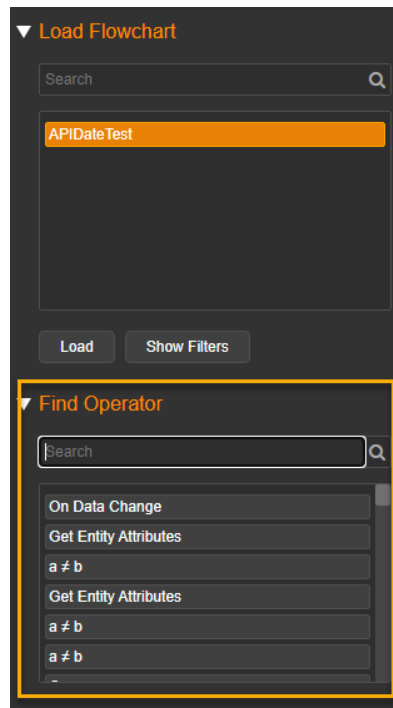 Load Flowchart
Search
APIDateTest
Load Show Filters
Find Operator
Search
On Data Change
Get Entity Attributes
a ≠ b
Get Entity Attributes
a ≠ b
a ≠ b